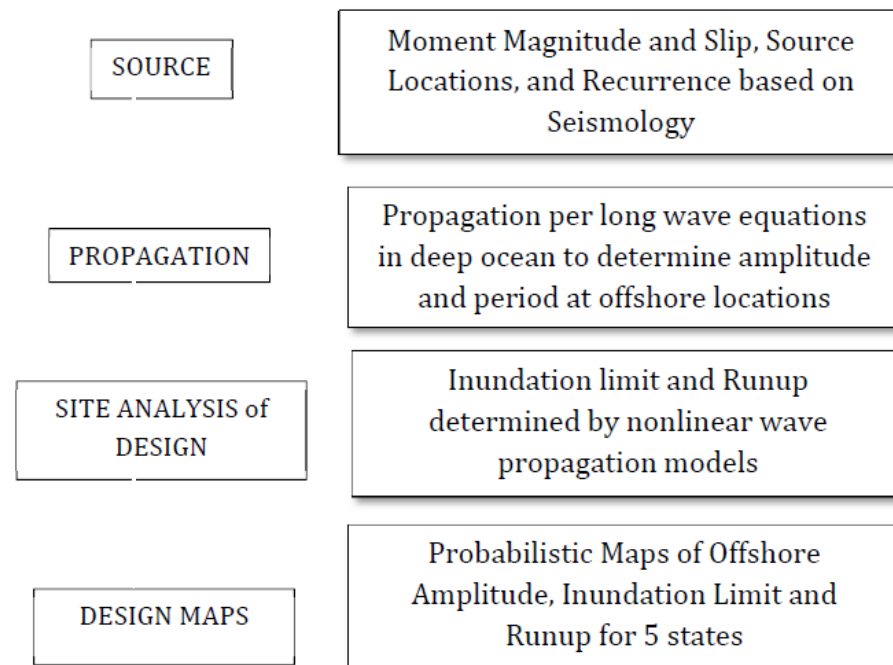 SOURCE
Moment Magnitude and Slip, Source
Locations, and Recurrence based on
Seismology
PROPAGATION
Propagation per long wave equations
in deep ocean to determine amplitude
and period at offshore locations
SITE ANALYSIS of
DESIGN
Inundation limit and Runup
determined by nonlinear wave
propagation models
DESIGN MAPS
Probabilistic Maps of Offshore
Amplitude, Inundation Limit and
Runup for 5 states